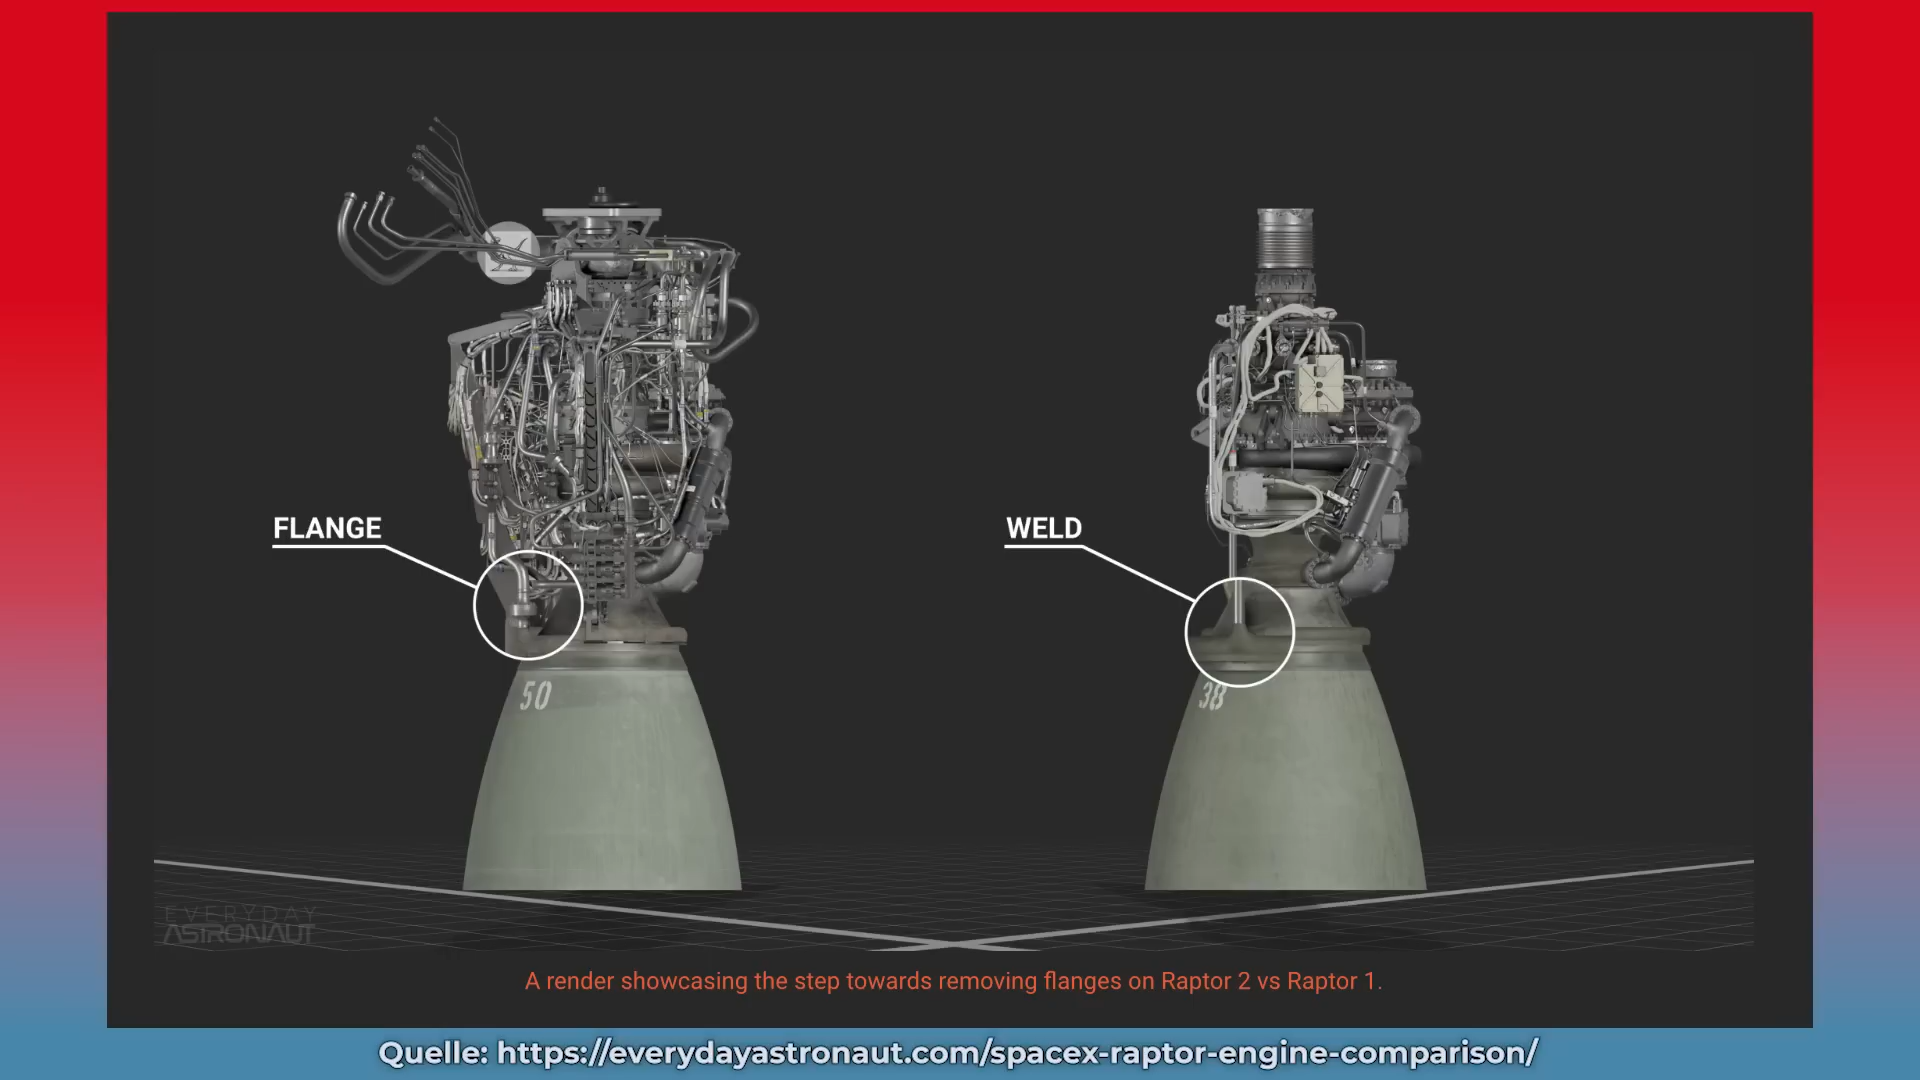 FLANGE
WELD
50
38
EVERYDAY
ASTRONAUT
A render showcasing the step towards removing flanges on Raptor 2 vs Raptor 1.
Quelle: https://everydayastronaut.com/spacex-raptor-engine-comparison/